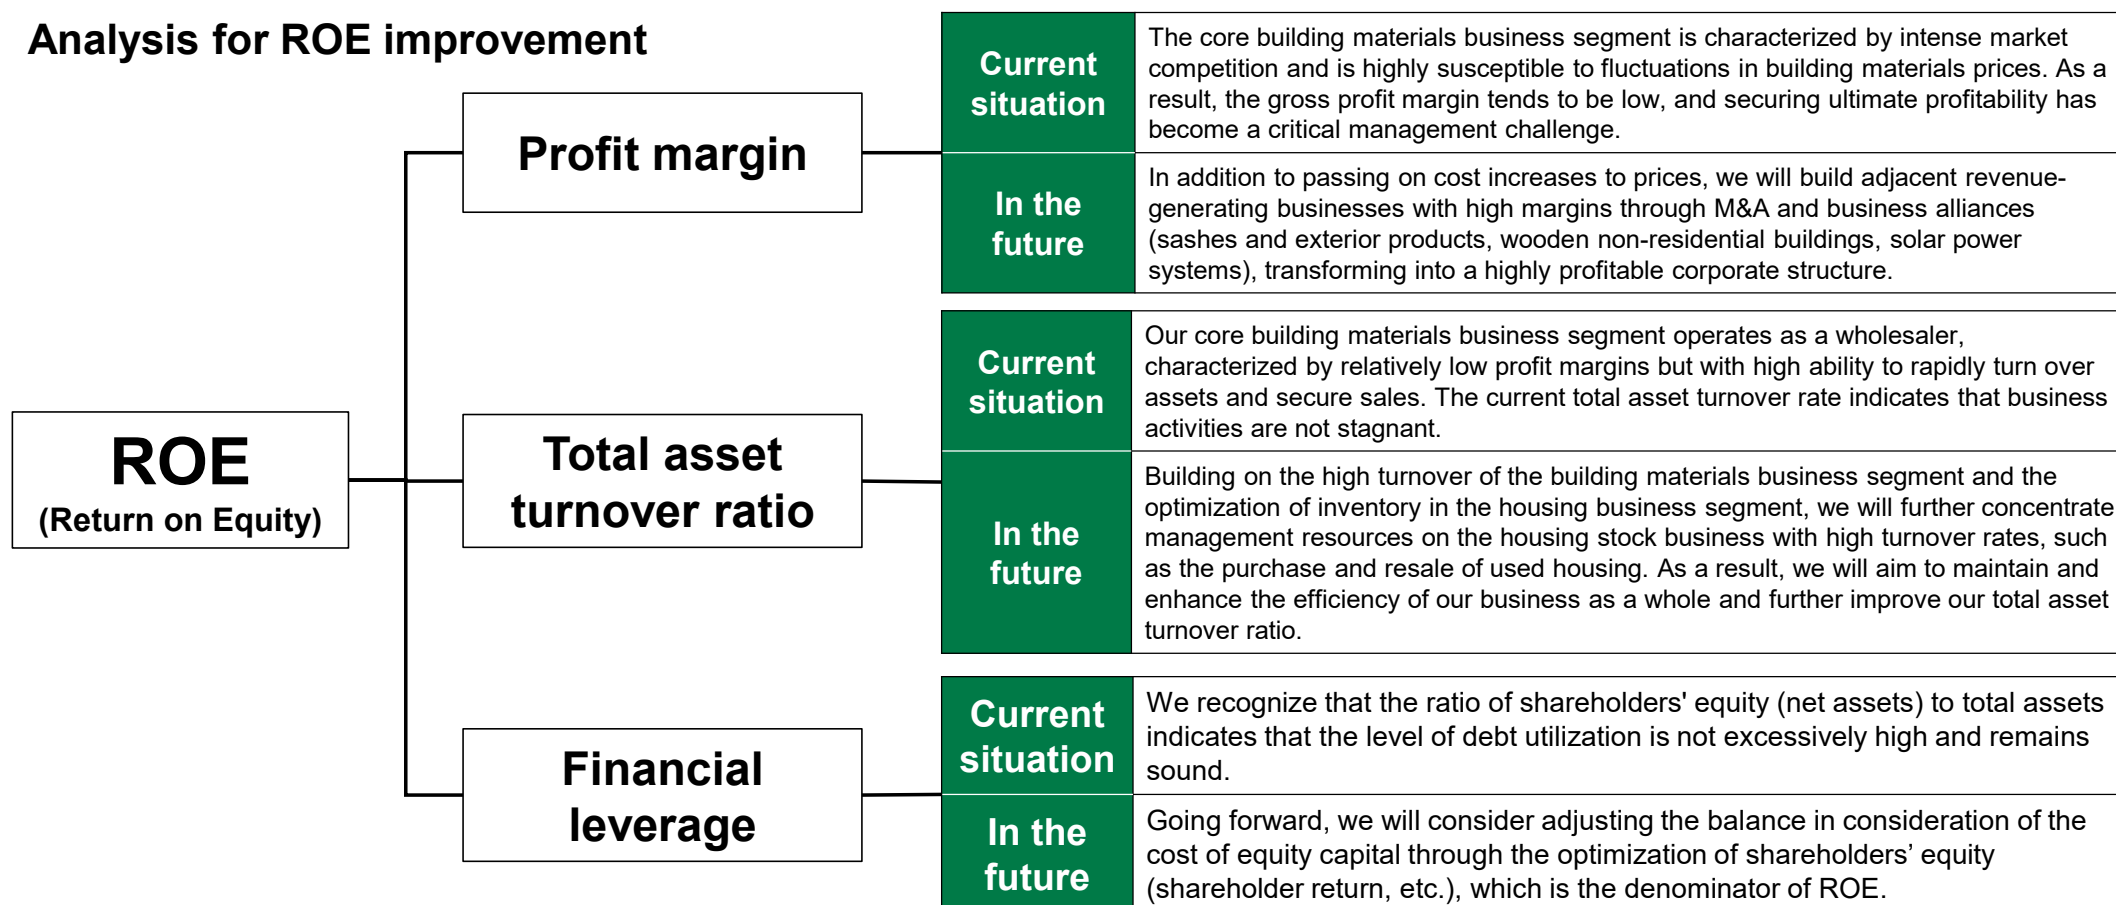 Analysis for ROE improvement
ROE
(Return on Equity)
Profit margin
Current
situation
The core building materials business segment is characterized by intense market
competition and is highly susceptible to fluctuations in building materials prices. As a
result, the gross profit margin tends to be low, and securing ultimate profitability has
become a critical management challenge.
In the
future
In addition to passing on cost increases to prices, we will build adjacent revenue-
generating businesses with high margins through M&A and business alliances
(sashes and exterior products, wooden non-residential buildings, solar power
systems), transforming into a highly profitable corporate structure.
Total asset
turnover ratio
Current
situation
Our core building materials business segment operates as a wholesaler,
characterized by relatively low profit margins but with high ability to rapidly turn over
assets and secure sales. The current total asset turnover rate indicates that business
activities are not stagnant.
In the
future
Building on the high turnover of the building materials business segment and the
optimization of inventory in the housing business segment, we will further concentrate
management resources on the housing stock business with high turnover rates, such
as the purchase and resale of used housing. As a result, we will aim to maintain and
enhance the efficiency of our business as a whole and further improve our total asset
turnover ratio.
Financial
leverage
Current
situation
We recognize that the ratio of shareholders' equity (net assets) to total assets
indicates that the level of debt utilization is not excessively high and remains
sound.
In the
future
Going forward, we will consider adjusting the balance in consideration of the
cost of equity capital through the optimization of shareholders’ equity
(shareholder return, etc.), which is the denominator of ROE.